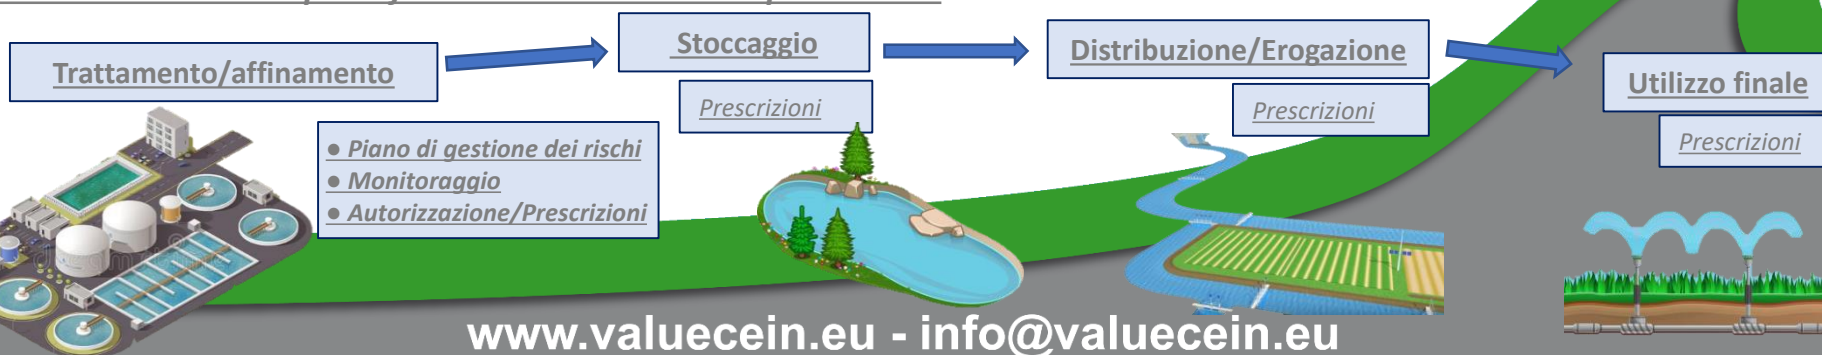 Trattamento/affinamento
● Piano di gestione dei rischi
● Monitoraggio
● Autorizzazione/Prescrizioni
Stoccaggio
Prescrizioni
Distribuzione/Erogazione
Prescrizioni
Utilizzo finale
Prescrizioni
www.valuecein.eu - info@valuecein.eu